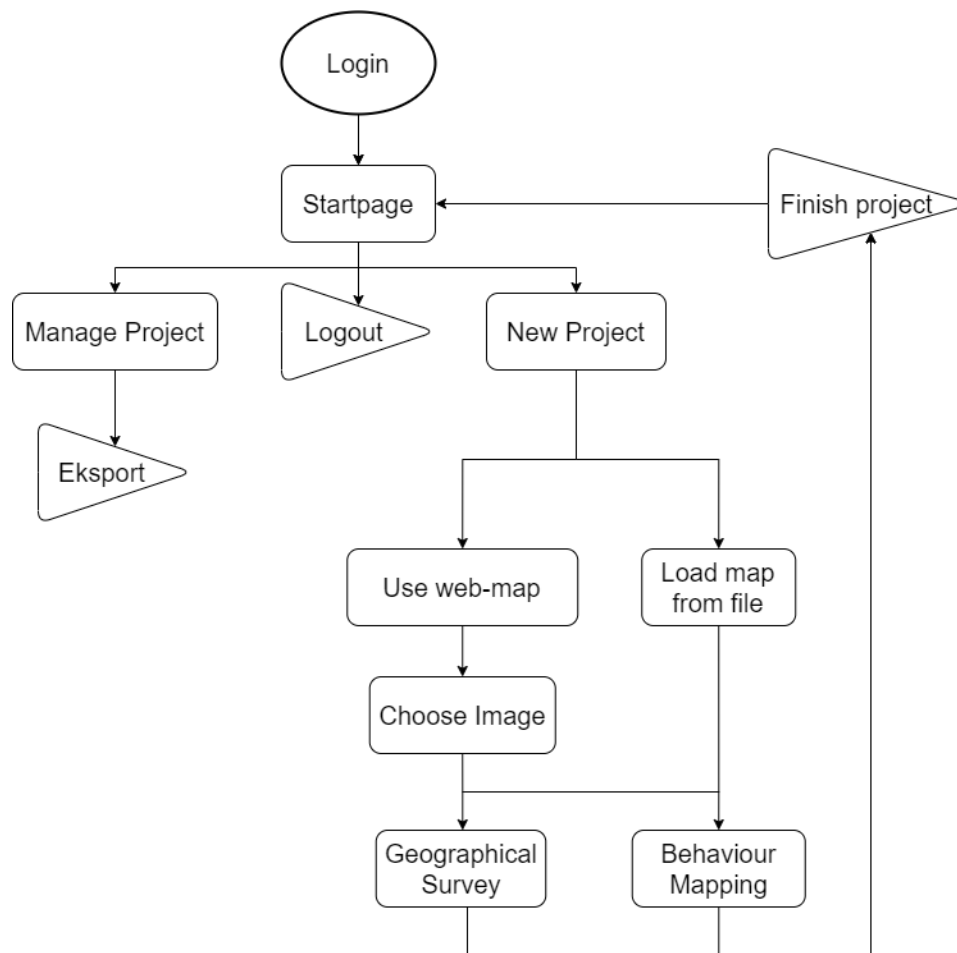 Login
Startpage
Finish project
Manage Project
Logout
New Project
Eksport
Use web-map
Load map
from file
Choose Image
Geographical
Survey
Behaviour
Mapping